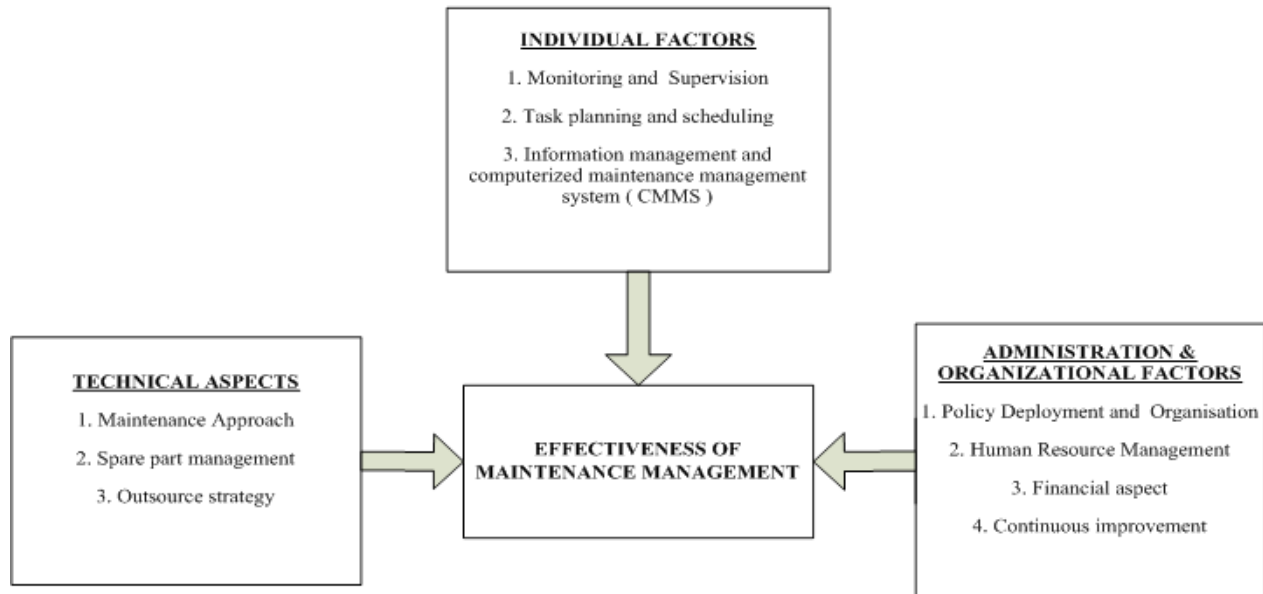 INDIVIDUAL FACTORS
1. Monitoring and Supervision
2. Task planning and scheduling
3. Information management and
computerized maintenance management
system ( CMMS )
TECHNICAL ASPECTS
1. Maintenance Approach
2. Spare part management
3. Outsource strategy
EFFECTIVENESS OF
MAINTENANCE MANAGEMENT
ADMINISTRATION &
ORGANIZATIONAL FACTORS
1. Policy Deployment and Organisation
2. Human Resource Management
3. Financial aspect
4. Continuous improvement